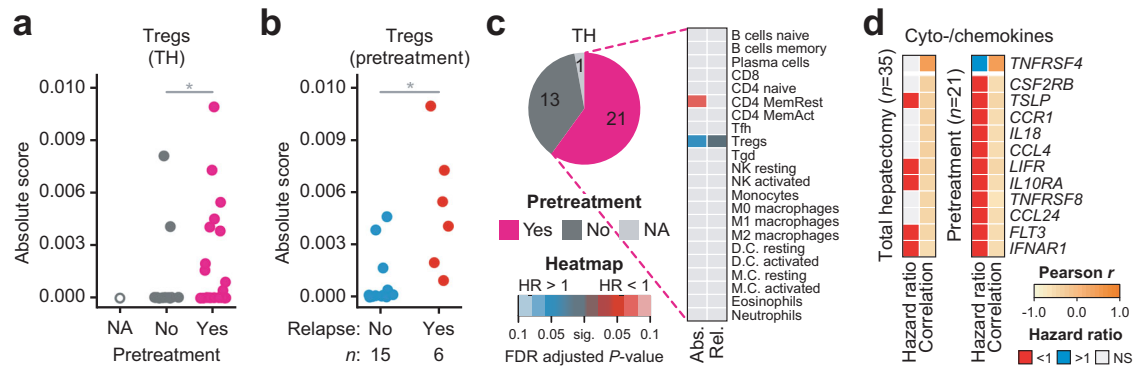 a
Tregs
(TH)
0.010
0.009
0.006
0.003
0.000
Absolute score
*
NA No Yes
Pretreatment
b
Tregs
(pretreatment)
0.010
0.009
0.006
0.003
0.000
Absolute score
*
Relapse: No Yes
n: 15 6
c
TH
1
13
21
Pretreatment
Yes No NA
Heatmap
HR > 1 HR < 1
0.1 0.05 sig. 0.05 0.1
FDR adjusted P-value
B cells naive
B cells memory
Plasma cells
CD8
CD4 naive
CD4 MemRest
CD4 MemAct
Tfh
Tregs
Tgd
NK resting
NK activated
Monocytes
M0 macrophages
M1 macrophages
M2 macrophages
D.C. resting
D.C. activated
M.C. resting
M.C. activated
Eosinophils
Neutrophils
Abs.
Rel.
d
Cyto-/chemokines
Total hepatectomy (n=35)
Pretreatment (n=21)
TNFRSF4
CSF2RB
TSLP
CCR1
IL18
CCL4
LIFR
IL10RA
TNFRSF8
CCL24
FLT3
IFNAR1
Hazard ratio
Correlation
Hazard ratio
Correlation
Pearson r
-1.0 1.0
Hazard ratio
<1 >1 NS